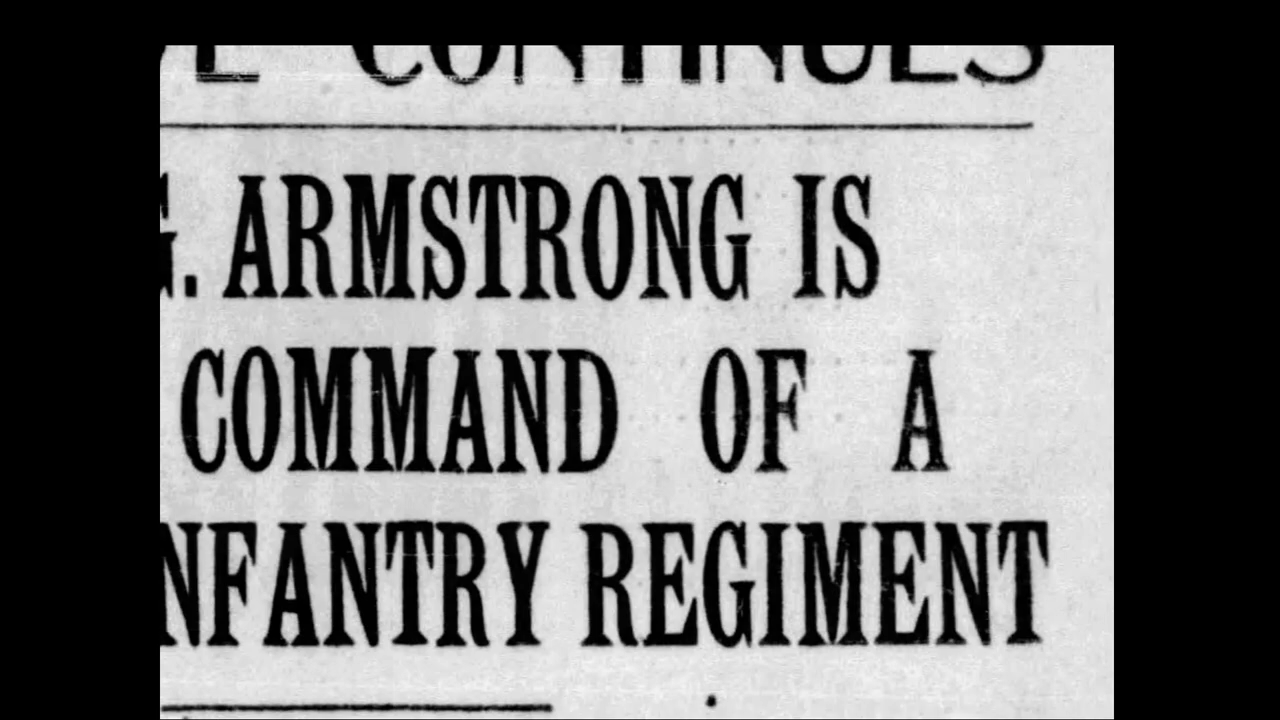 CONTINUES
G. ARMSTRONG IS
COMMAND OF A
NFANTRY REGIMENT